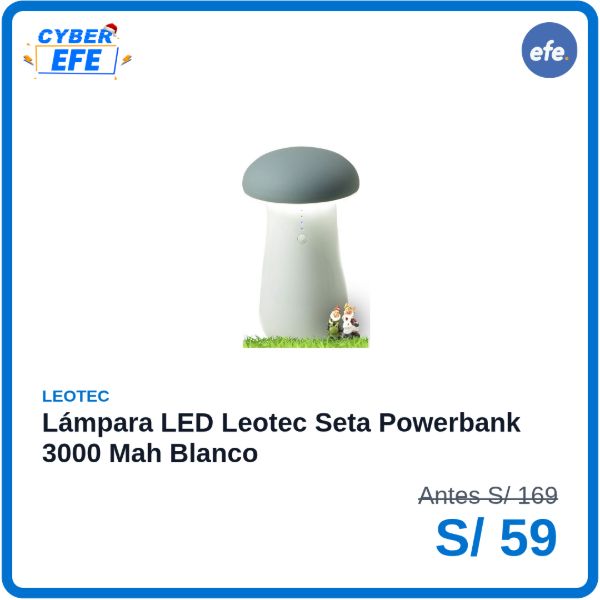 CYBER
EFE
efe.
LEOTEC
Lámpara LED Leotec Seta Powerbank
3000 Mah Blanco
Antes S/ 169
S/ 59